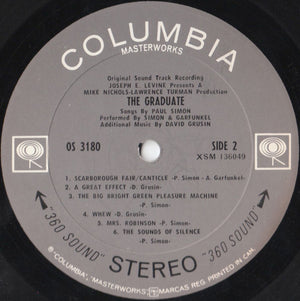 COLUMBIA
MASTERWORKS
Original Sound Track Recording
JOSEPH E. LEVINE Presents A
MIKE NICHOLS-LAWRENCE TURMAN Production
THE GRADUATE
Songs By PAUL SIMON
Performed By SIMON & GARFUNKEL
Additional Music By DAVID GRUSIN
OS 3180
SIDE 2
XSM 136049
1. SCARBOROUGH FAIR/CANTICLE -P. Simon- A. Garfunkel-
2. A GREAT EFFECT -D. Grusin-
3. THE BIG BRIGHT GREEN PLEASURE MACHINE
-P. Simon-
4. WHEW -D. Grusin-
5. MRS. ROBINSON -P. Simon-
6. THE SOUNDS OF SILENCE
-P. Simon-
"360 SOUND" STEREO "360 SOUND"
® "COLUMBIA", "MASTERWORKS", MARCAS REG. PRINTED IN CAN.